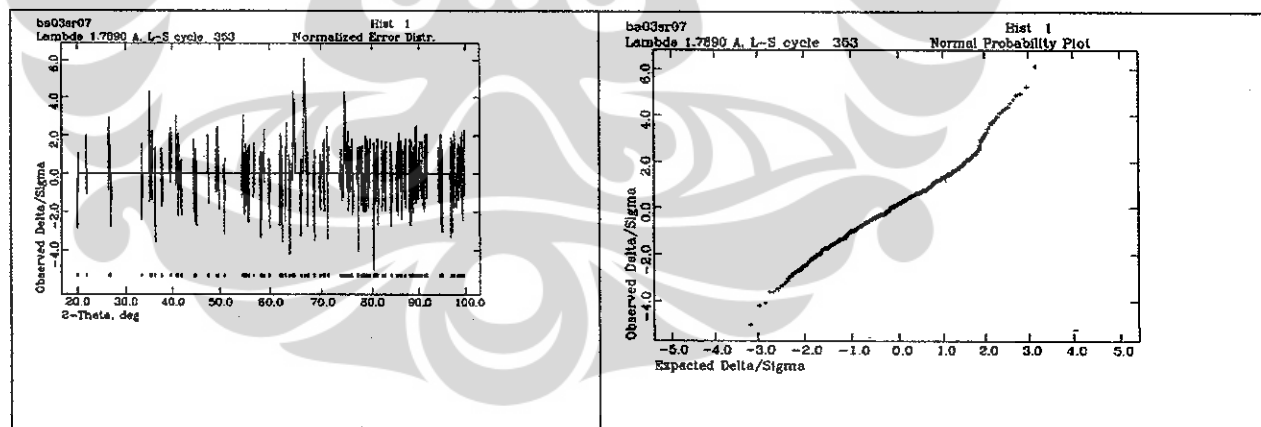 ba03sr07
Hist 1
Lambda 1.7890 A, L-S cycle 353
Normalized Error Distr.
Observed Delta/Sigma
6.0
4.0
2.0
0.0
-2.0
-4.0
20.0 30.0 40.0 50.0 60.0 70.0 80.0 90.0 100.0
2-Theta, deg
ba03sr07
Hist 1
Lambda 1.7890 A, L-S cycle 353
Normal Probability Plot
Observed Delta/Sigma
6.0
4.0
2.0
0.0
-2.0
-4.0
-5.0 -4.0 -3.0 -2.0 -1.0 0.0 1.0 2.0 3.0 4.0 5.0
Expected Delta/Sigma